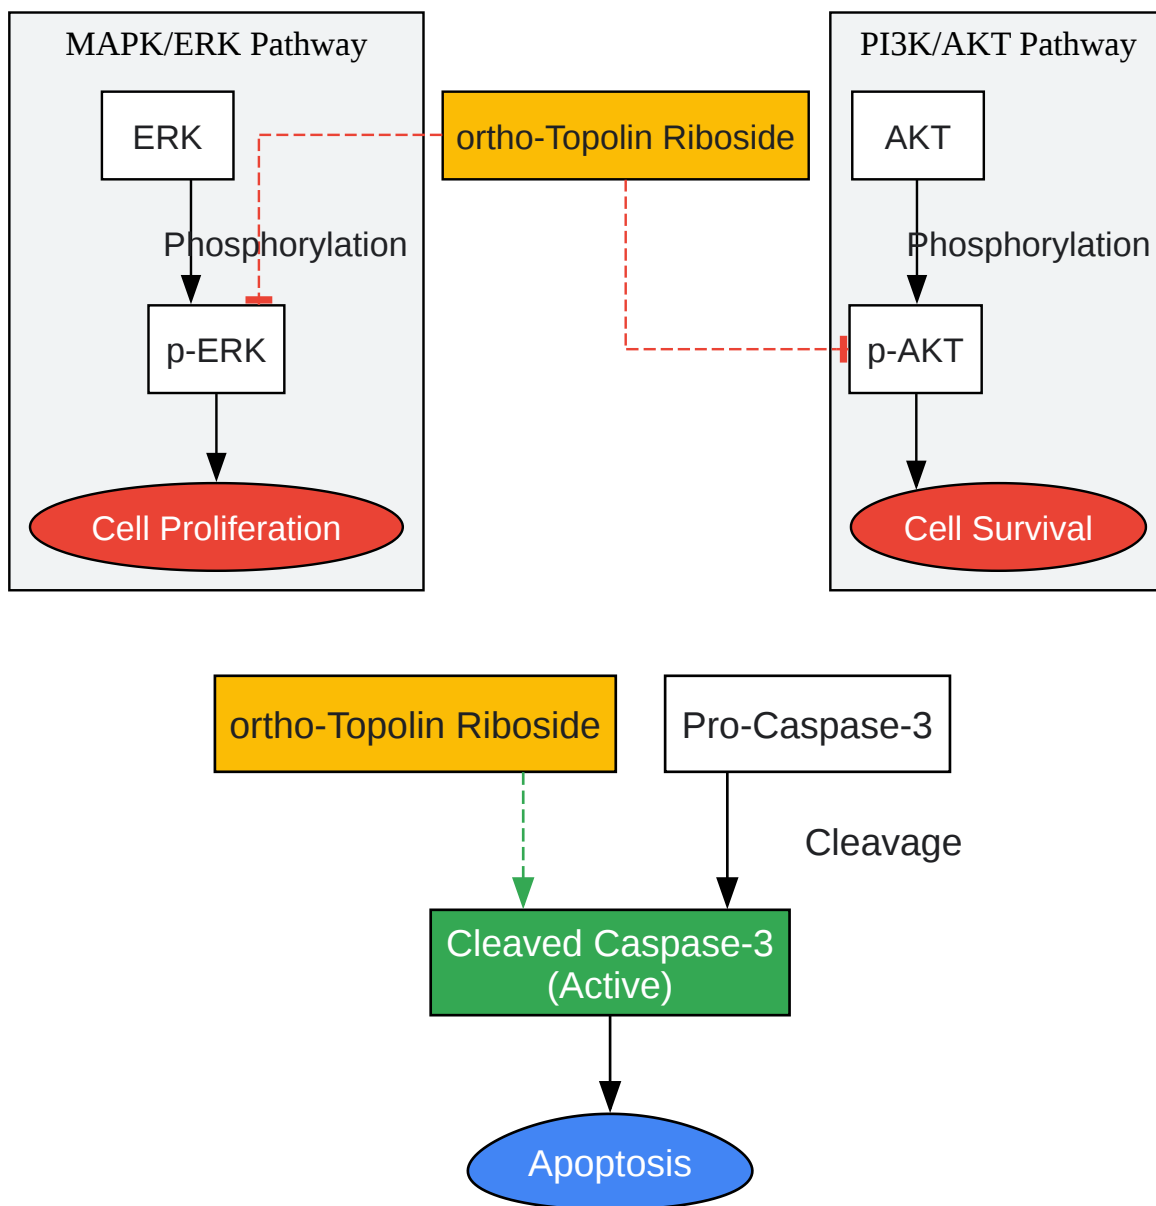 MAPK/ERK Pathway
PI3K/AKT Pathway
ERK
ortho-Topolin Riboside
AKT
Phosphorylation
Phosphorylation
p-ERK
p-AKT
Cell Proliferation
Cell Survival
ortho-Topolin Riboside
Pro-Caspase-3
Cleavage
Cleaved Caspase-3
(Active)
Apoptosis